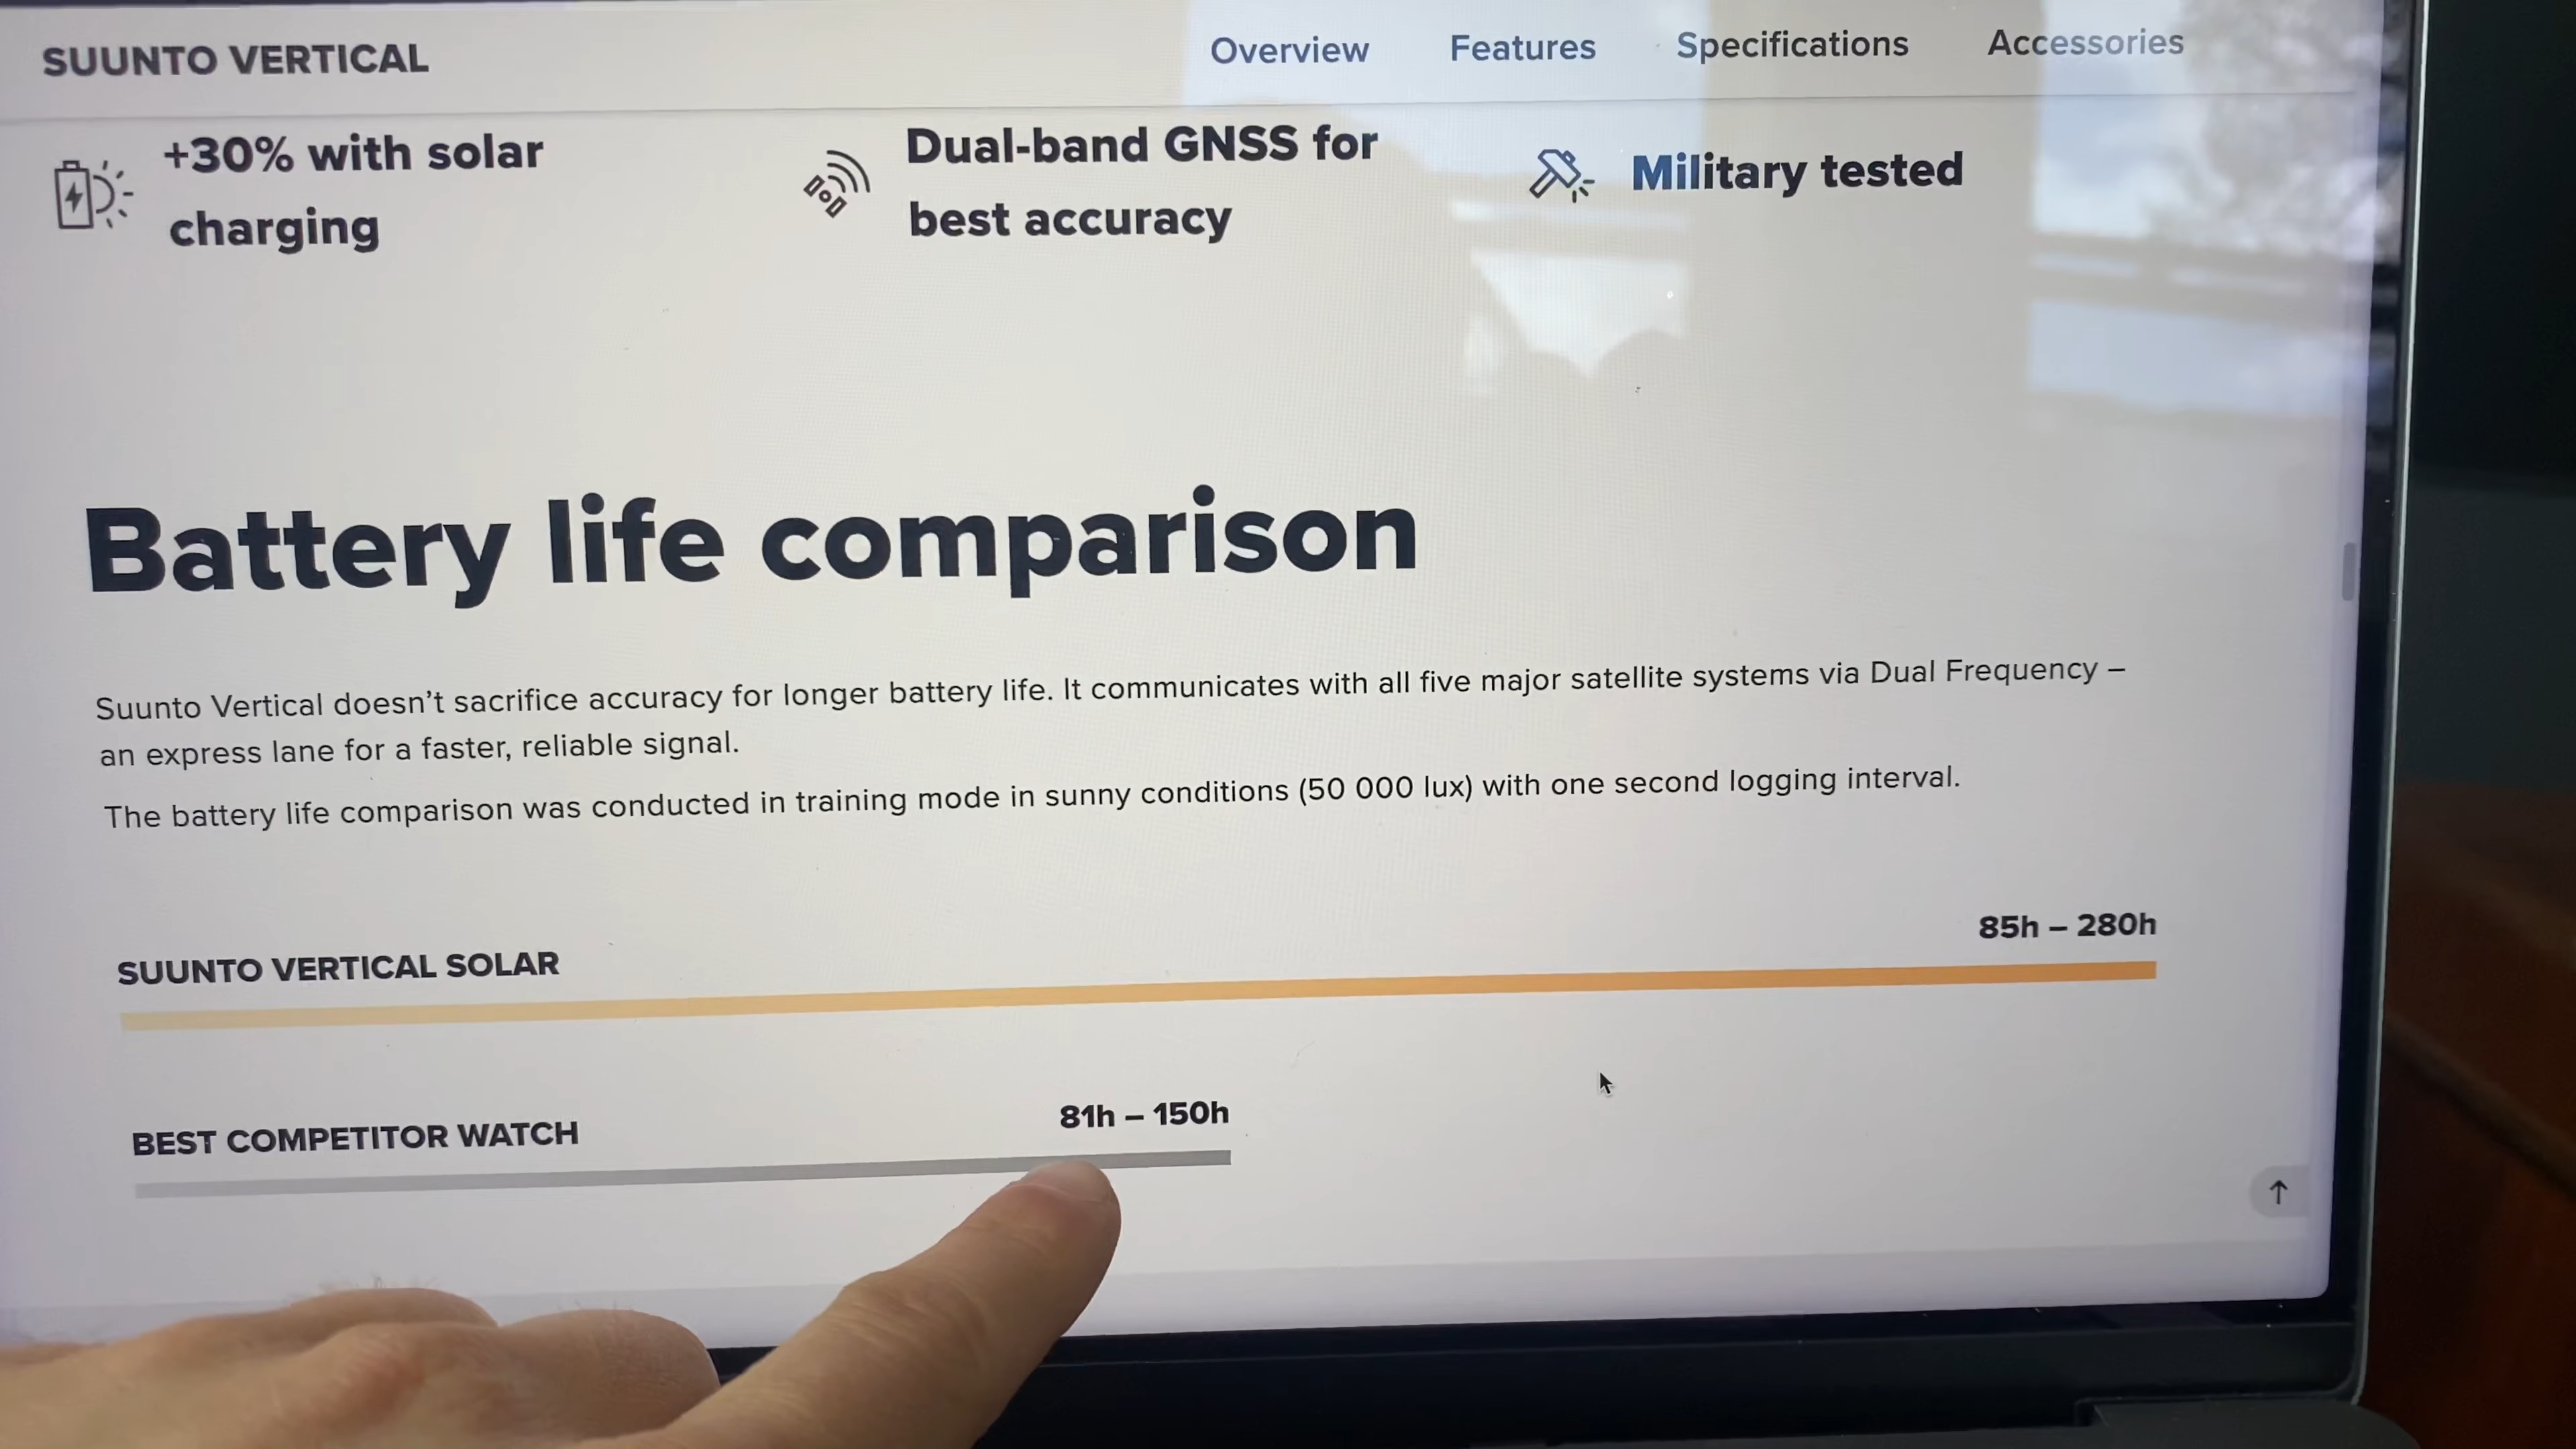 SUUNTO VERTICAL
Overview
Features
Specifications
Accessories
+30% with solar
charging
Dual-band GNSS for
best accuracy
Military tested
Battery life comparison
Suunto Vertical doesn't sacrifice accuracy for longer battery life. It communicates with all five major satellite systems via Dual Frequency –
an express lane for a faster, reliable signal.
The battery life comparison was conducted in training mode in sunny conditions (50 000 lux) with one second logging interval.
SUUNTO VERTICAL SOLAR
85h – 280h
BEST COMPETITOR WATCH
81h – 150h